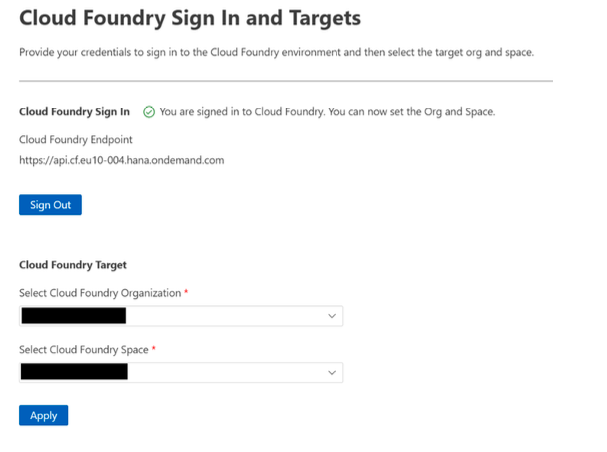 Cloud Foundry Sign In and Targets
Provide your credentials to sign in to the Cloud Foundry environment and then select the target org and space.
Cloud Foundry Sign In You are signed in to Cloud Foundry. You can now set the Org and Space.
Cloud Foundry Endpoint
https://api.cf.eu10-004.hana.ondemand.com
Sign Out
Cloud Foundry Target
Select Cloud Foundry Organization *
Select Cloud Foundry Space *
Apply